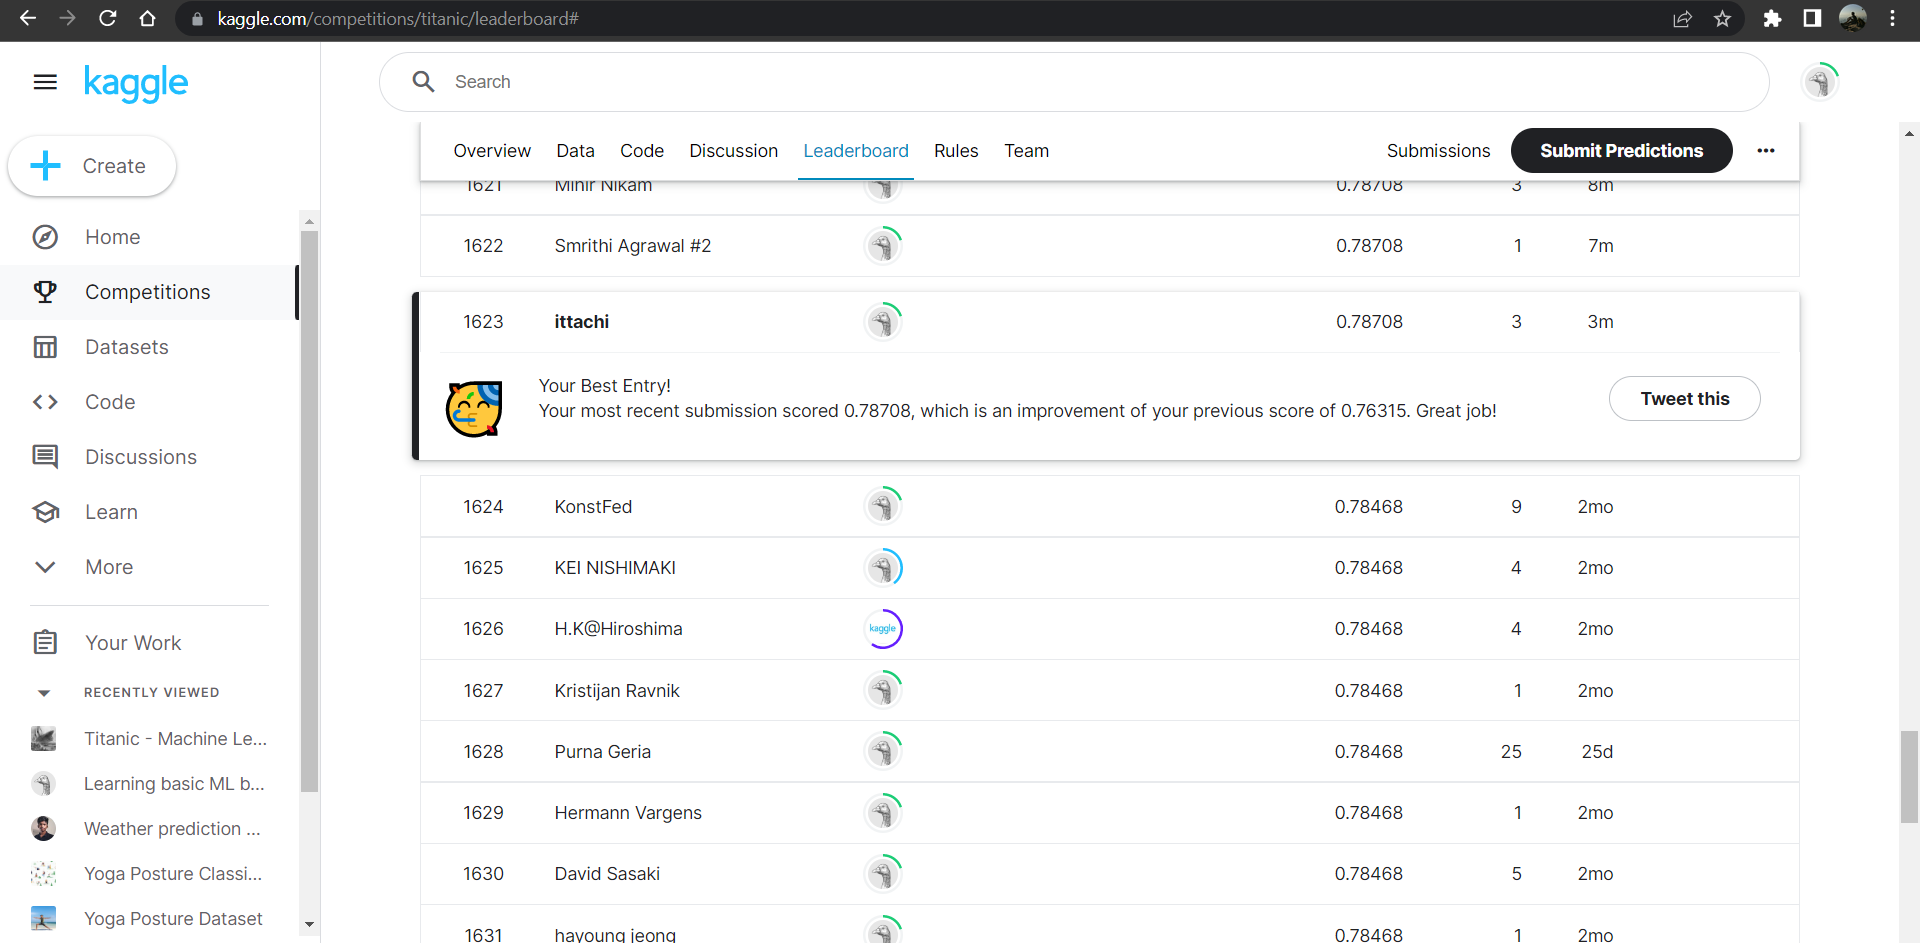 kaggle.com/competitions/titanic/leaderboard#
kaggle
Search
Create
Home
Competitions
Datasets
Code
Discussions
Learn
More
Your Work
RECENTLY VIEWED
Titanic - Machine Le...
Learning basic ML b...
Weather prediction ...
Yoga Posture Classi...
Yoga Posture Dataset
Overview Data Code Discussion Leaderboard Rules Team Submissions Submit Predictions
1621 Mihir Nikam 0.78708 3 8m
1622 Smrithi Agrawal #2 0.78708 1 7m
1623 ittachi 0.78708 3 3m
Your Best Entry!
Your most recent submission scored 0.78708, which is an improvement of your previous score of 0.76315. Great job!
Tweet this
1624 KonstFed 0.78468 9 2mo
1625 KEI NISHIMAKI 0.78468 4 2mo
1626 H.K@Hiroshima kaggle 0.78468 4 2mo
1627 Kristijan Ravnik 0.78468 1 2mo
1628 Purna Geria 0.78468 25 25d
1629 Hermann Vargens 0.78468 1 2mo
1630 David Sasaki 0.78468 5 2mo
1631 hayoung jeong 0.78468 1 2mo